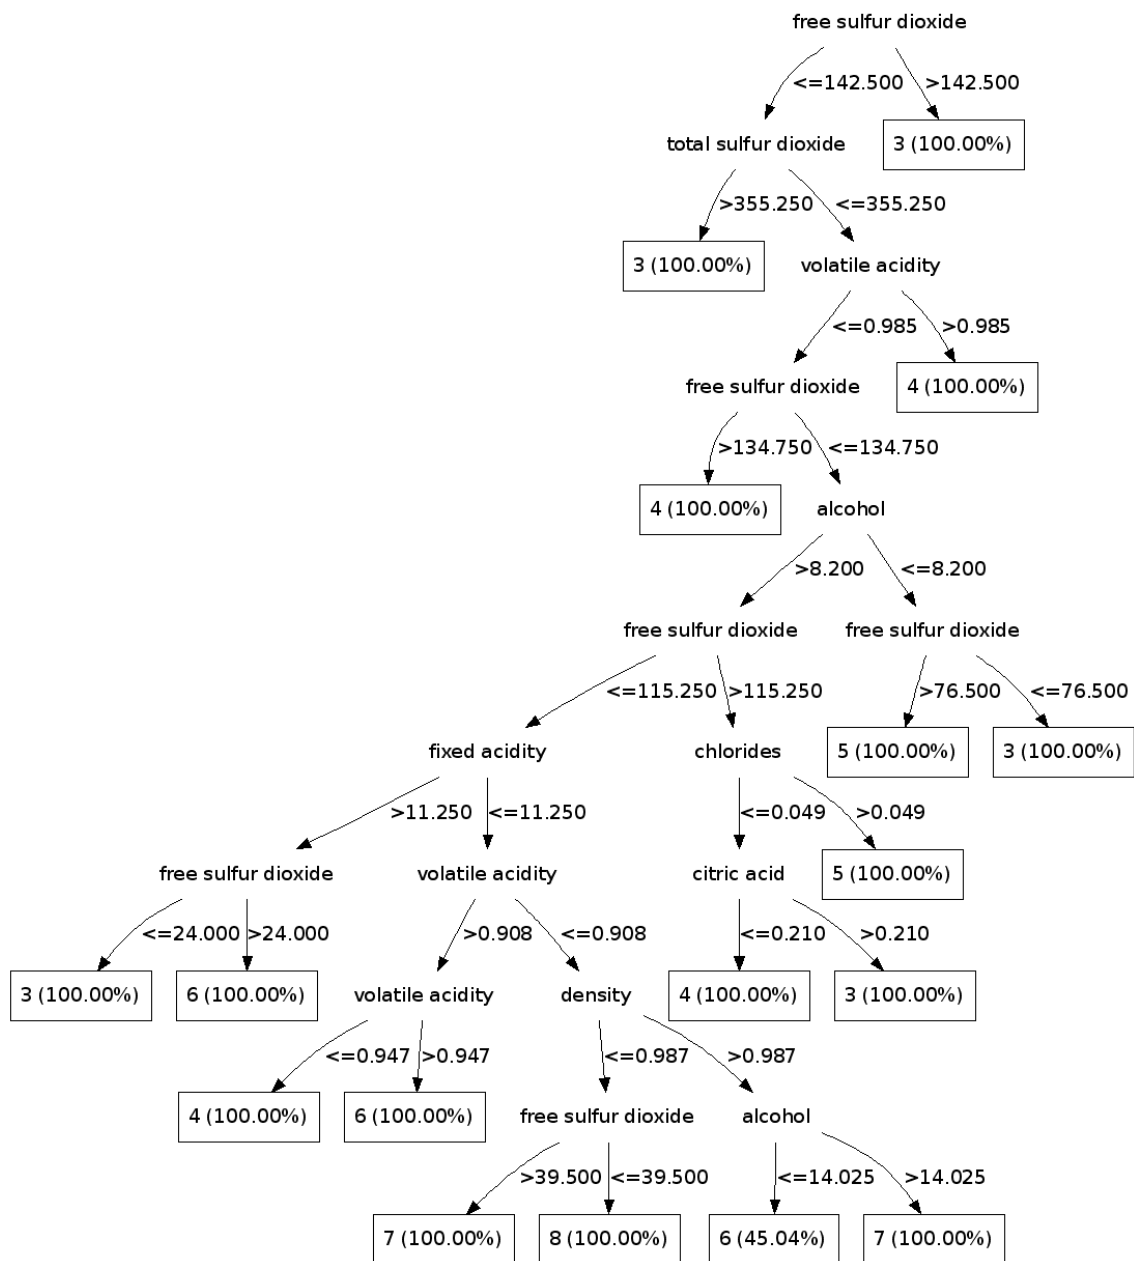 free sulfur dioxide
<=142.500 >142.500
total sulfur dioxide 3 (100.00%)
>355.250 <=355.250
3 (100.00%) volatile acidity
<=0.985 >0.985
free sulfur dioxide 4 (100.00%)
>134.750 <=134.750
4 (100.00%) alcohol
>8.200 <=8.200
free sulfur dioxide free sulfur dioxide
<=115.250 >115.250 >76.500 <=76.500
fixed acidity chlorides 5 (100.00%) 3 (100.00%)
>11.250 <=11.250 <=0.049 >0.049
free sulfur dioxide volatile acidity citric acid 5 (100.00%)
<=24.000 >24.000 >0.908 <=0.908 <=0.210 >0.210
3 (100.00%) 6 (100.00%) volatile acidity density 4 (100.00%) 3 (100.00%)
<=0.947 >0.947 <=0.987 >0.987
4 (100.00%) 6 (100.00%) free sulfur dioxide alcohol
>39.500 <=39.500 <=14.025 >14.025
7 (100.00%) 8 (100.00%) 6 (45.04%) 7 (100.00%)